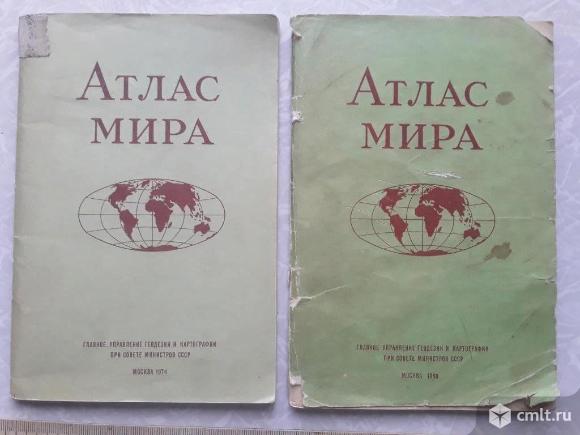 АТЛАС
МИРА
ГЛАВНОЕ УПРАВЛЕНИЕ ГЕОДЕЗИИ И КАРТОГРАФИИ
ПРИ СОВЕТЕ МИНИСТРОВ СССР
МОСКВА 1974
АТЛАС
МИРА
ГЛАВНОЕ УПРАВЛЕНИЕ ГЕОДЕЗИИ И КАРТОГРАФИИ
ПРИ СОВЕТЕ МИНИСТРОВ СССР
МОСКВА
cmlt.ru